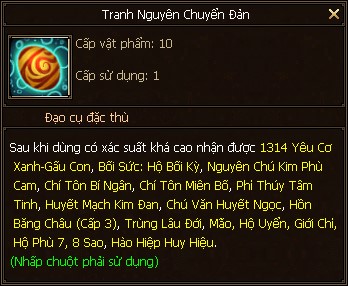 Tranh Nguyên Chuyển Đản
Cấp vật phẩm: 10
Cấp sử dụng: 1
Đạo cụ đặc thù
Sau khi dùng có xác suất khá cao nhận được 1314 Yêu Cơ
Xanh-Gấu Con, Bối Sức: Hộ Bối Kỳ, Nguyên Chú Kim Phù
Cam, Chí Tôn Bí Ngân, Chí Tôn Miên Bố, Phi Thúy Tâm
Tinh, Huyết Mạch Kim Đan, Chú Văn Huyết Ngọc, Hồn
Băng Châu (Cấp 3), Trùng Lâu Đới, Mão, Hộ Uyển, Giới Chỉ,
Hộ Phù 7, 8 Sao, Hào Hiệp Huy Hiệu.
(Nhấp chuột phải sử dụng)